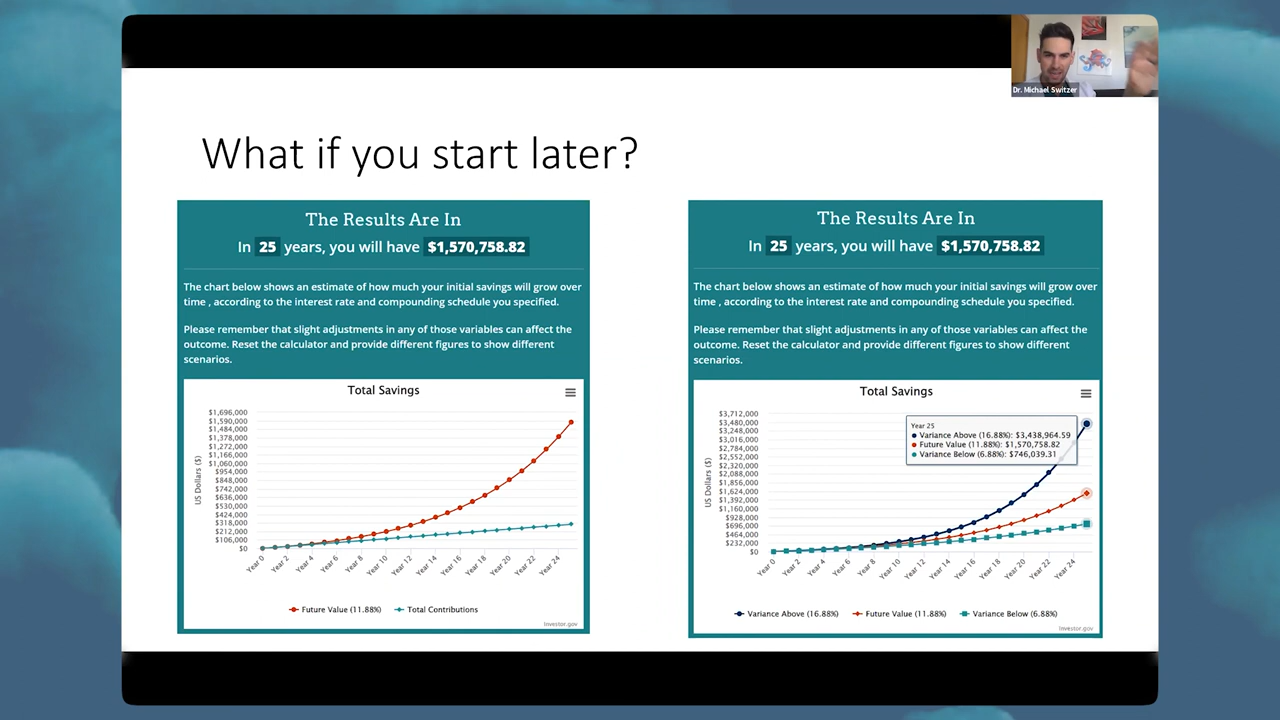 Dr. Michael Switzer
What if you start later?
The Results Are In
In 25 years, you will have $1,570,758.82
The chart below shows an estimate of how much your initial savings will grow over
time , according to the interest rate and compounding schedule you specified.
Please remember that slight adjustments in any of those variables can affect the
outcome. Reset the calculator and provide different figures to show different
scenarios.
Total Savings
US Dollars ($)
$1,696,000
$1,590,000
$1,484,000
$1,378,000
$1,272,000
$1,166,000
$1,060,000
$954,000
$848,000
$742,000
$636,000
$530,000
$424,000
$318,000
$212,000
$106,000
$0
Year 0
Year 2
Year 4
Year 6
Year 8
Year 10
Year 12
Year 14
Year 16
Year 18
Year 20
Year 22
Year 24
Future Value (11.88%)
Total Contributions
Investor.gov
The Results Are In
In 25 years, you will have $1,570,758.82
The chart below shows an estimate of how much your initial savings will grow over
time , according to the interest rate and compounding schedule you specified.
Please remember that slight adjustments in any of those variables can affect the
outcome. Reset the calculator and provide different figures to show different
scenarios.
Total Savings
US Dollars ($)
$3,712,000
$3,480,000
$3,248,000
$3,016,000
$2,784,000
$2,552,000
$2,320,000
$2,088,000
$1,856,000
$1,624,000
$1,392,000
$1,160,000
$928,000
$696,000
$464,000
$232,000
$0
Year 25
Variance Above (16.88%): $3,438,964.59
Future Value (11.88%): $1,570,758.82
Variance Below (6.88%): $746,039.31
Year 0
Year 2
Year 4
Year 6
Year 8
Year 10
Year 12
Year 14
Year 16
Year 18
Year 20
Year 22
Year 24
Variance Above (16.88%)
Future Value (11.88%)
Variance Below (6.88%)
Investor.gov